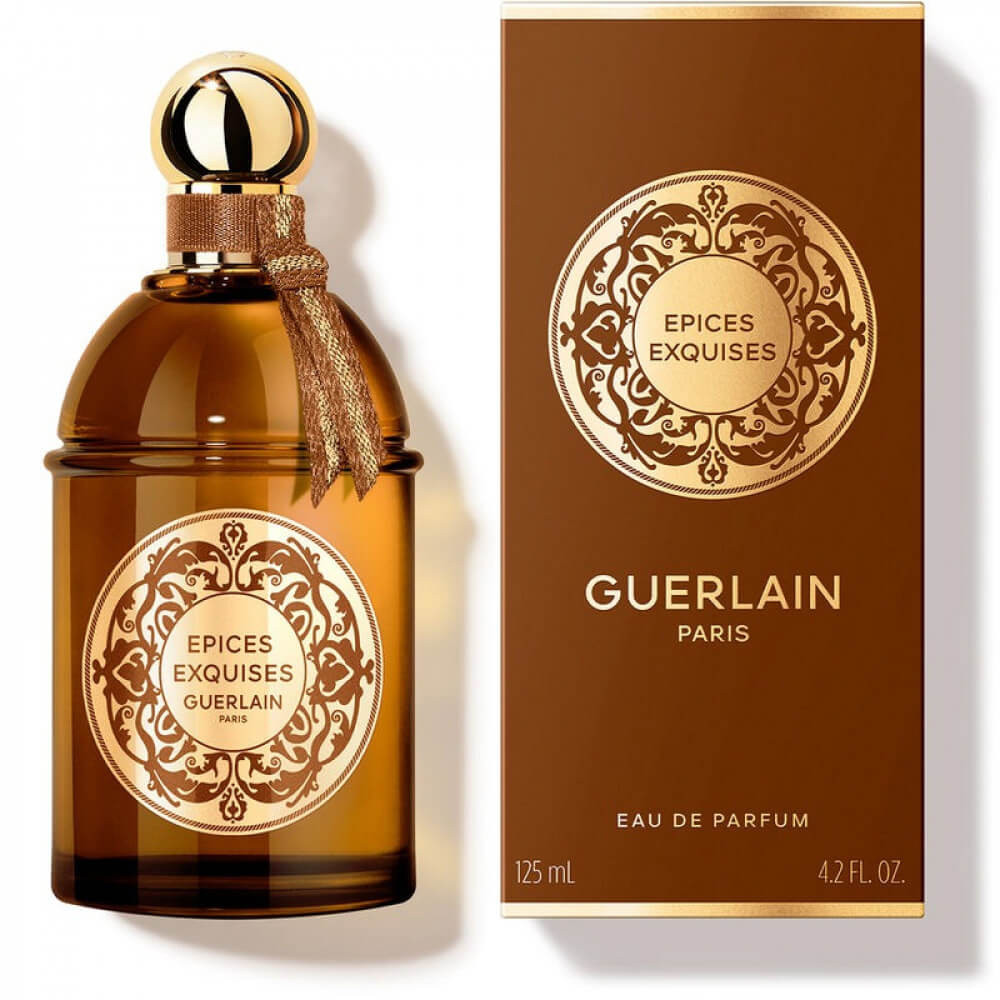 EPICES
EXQUISES
GUERLAIN
PARIS
EPICES
EXQUISES
GUERLAIN
PARIS
EAU DE PARFUM
125 mL 4.2 FL. OZ.